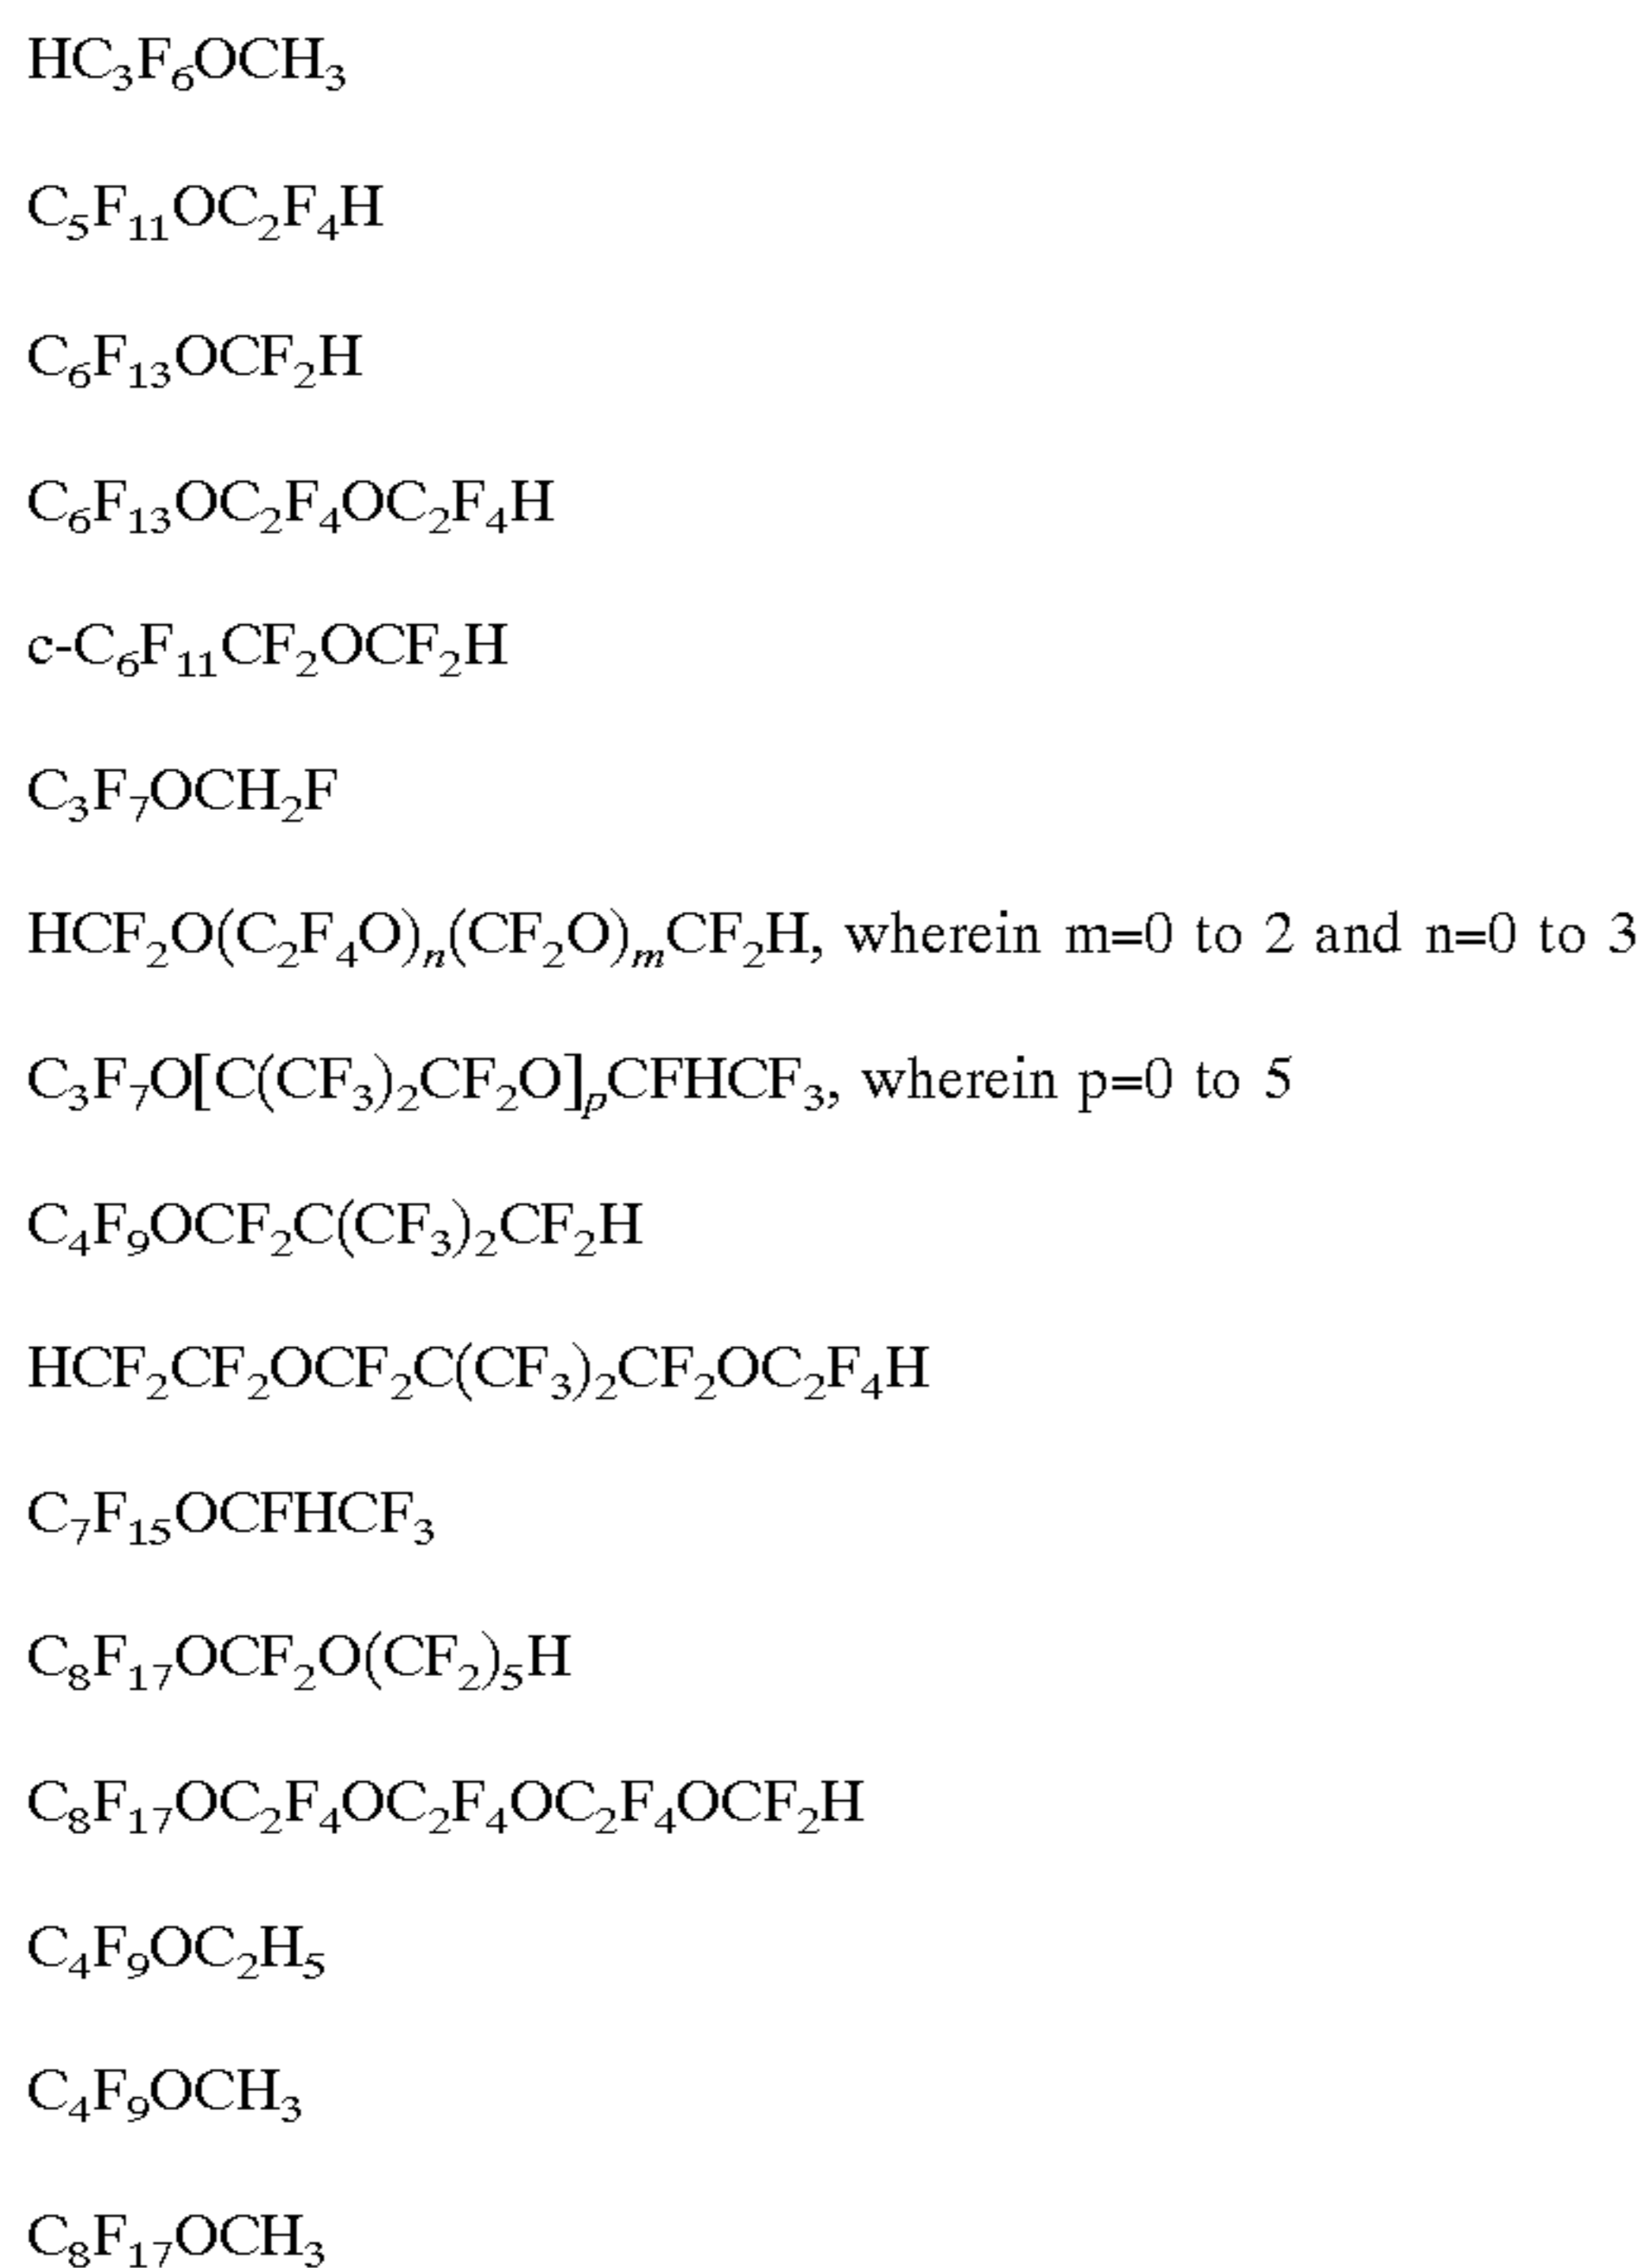 HC₃F₆OCH₃
C₅F₁₁OC₂F₄H
C₆F₁₃OCF₂H
C₆F₁₃OC₂F₄OC₂F₄H
c-C₆F₁₁CF₂OCF₂H
C₃F₇OCH₂F
HCF₂O(C₂F₄O)ₙ(CF₂O)ₘCF₂H, wherein m=0 to 2 and n=0 to 3
C₃F₇O[C(CF₃)₂CF₂O]ₚCFHCF₃, wherein p=0 to 5
C₄F₉OCF₂C(CF₃)₂CF₂H
HCF₂CF₂OCF₂C(CF₃)₂CF₂OC₂F₄H
C₇F₁₅OCFHCF₃
C₈F₁₇OCF₂O(CF₂)₅H
C₈F₁₇OC₂F₄OC₂F₄OC₂F₄OCF₂H
C₄F₉OC₂H₅
C₄F₉OCH₃
C₈F₁₇OCH₃